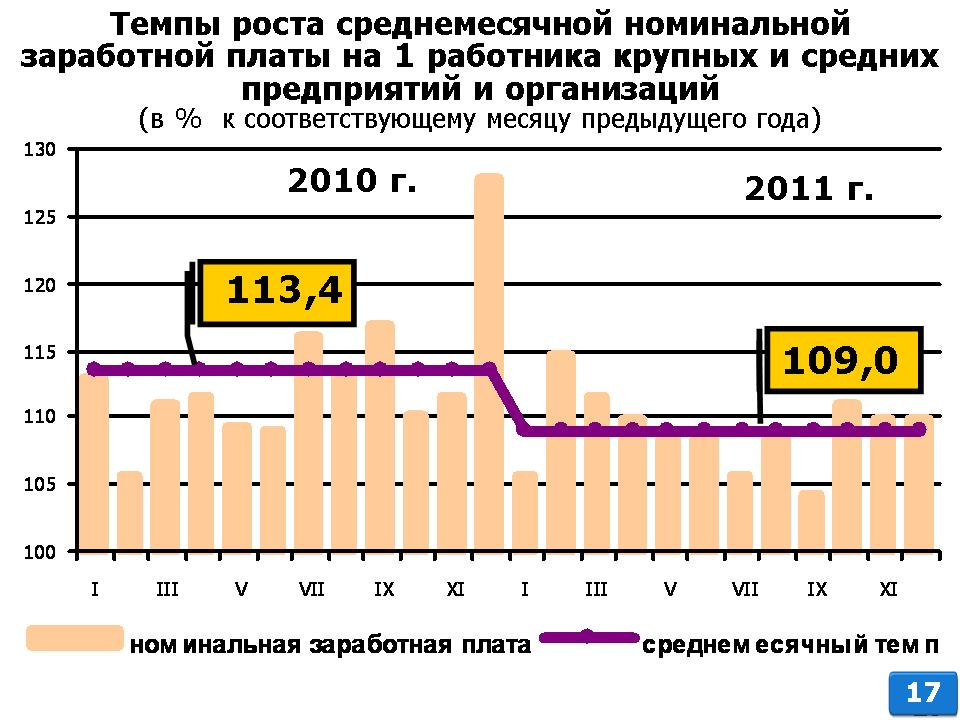 Темпы роста среднемесячной номинальной
заработной платы на 1 работника крупных и средних
предприятий и организаций
(в % к соответствующему месяцу предыдущего года)
130
2010 г.
2011 г.
125
120
113,4
115
109,0
110
105
100
I III V VII IX XI I III V VII IX XI
номинальная заработная плата среднемесячный темп
17